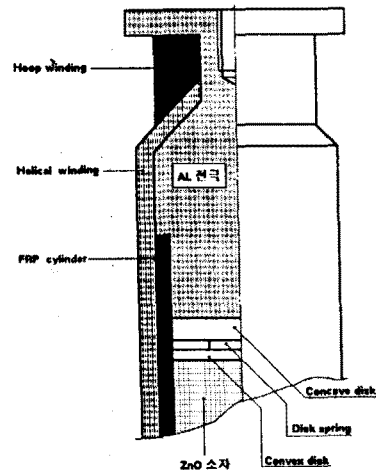 Hoop winding
Helical winding
AL 전극
FRP cylinder
Concave disk
Disk spring
Convex disk
ZnO 소자